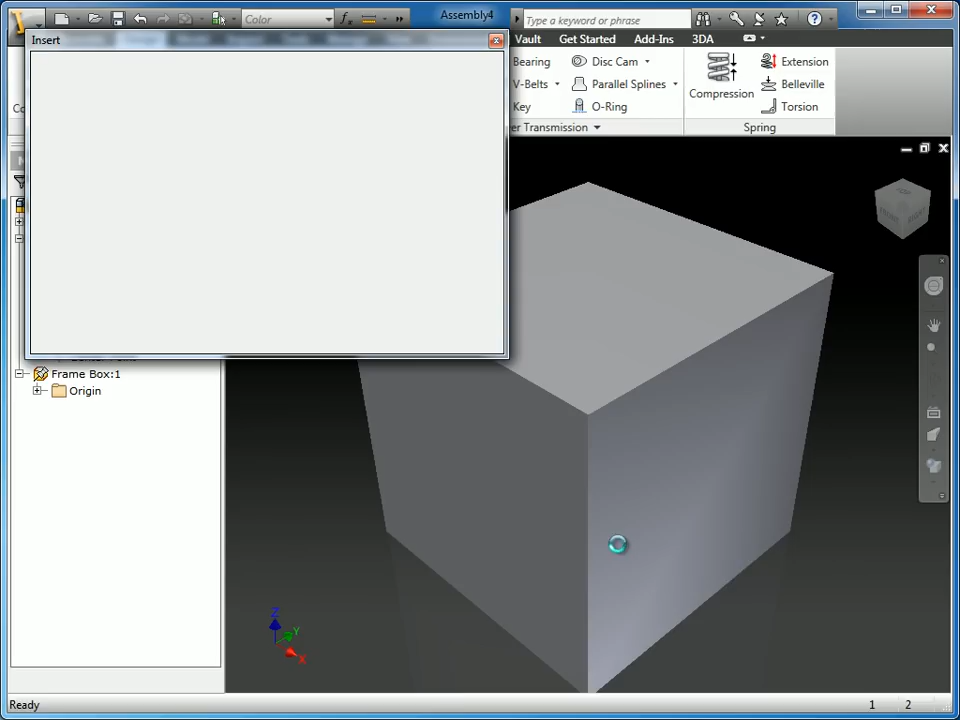 Color
Assembly4
Type a keyword or phrase
Insert
Vault
Get Started
Add-Ins
3DA
Bearing
Disc Cam
Extension
V-Belts
Parallel Splines
Compression
Belleville
Key
O-Ring
Torsion
er Transmission
Spring
Frame Box:1
Origin
Z
Y
X
Ready
1
2